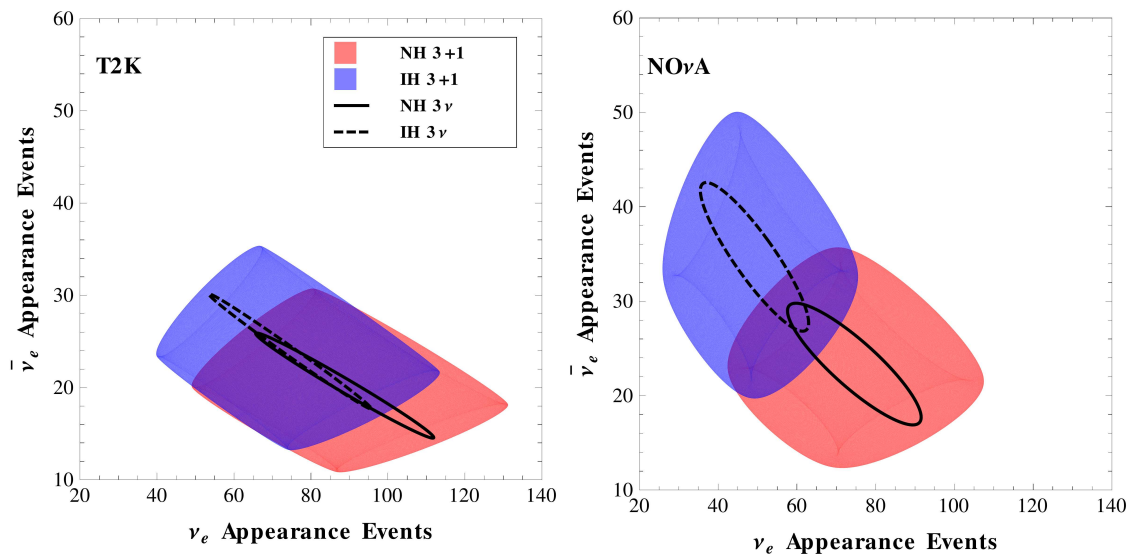 T2K
NH 3+1
IH 3+1
NH 3ν
IH 3ν
60
50
40
30
20
10
20 40 60 80 100 120 140
ν̄e Appearance Events
νe Appearance Events
NOνA
60
50
40
30
20
10
20 40 60 80 100 120 140
ν̄e Appearance Events
νe Appearance Events